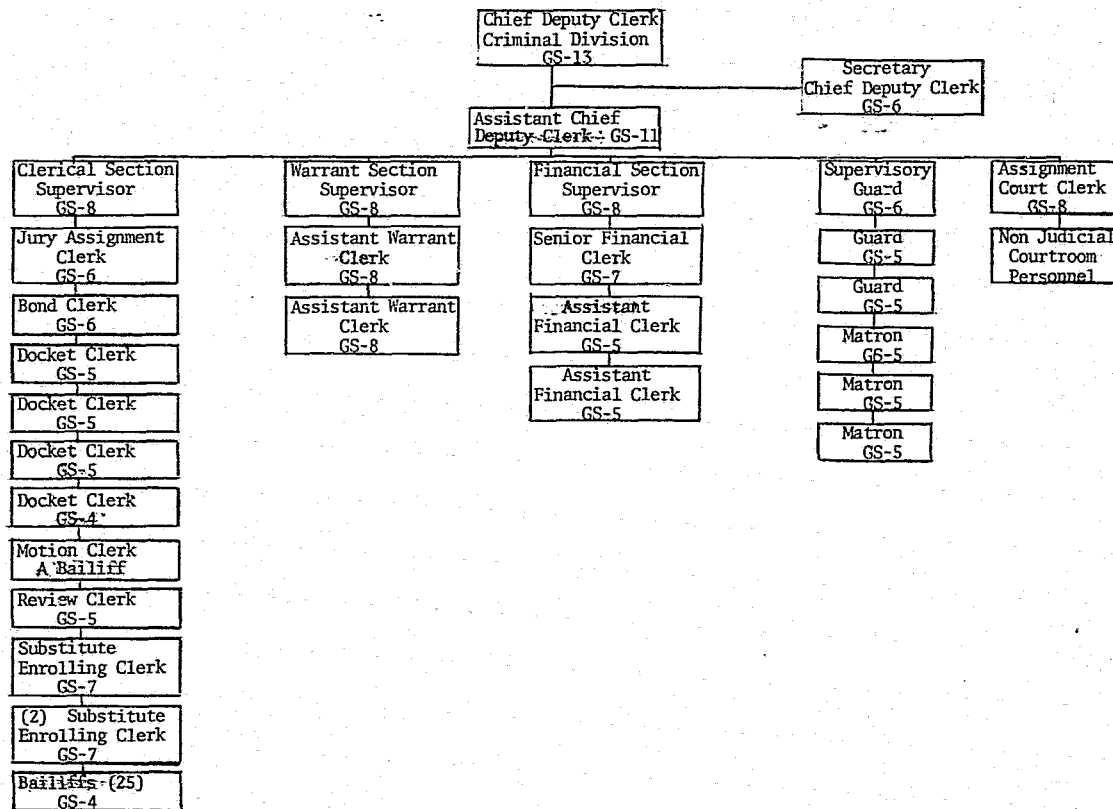 Chief Deputy Clerk
Criminal Division
GS-13
Secretary
Chief Deputy Clerk
GS-6
Assistant Chief
Deputy Clerk: GS-11
Clerical Section
Supervisor
GS-8
Jury Assignment
Clerk
GS-6
Bond Clerk
GS-6
Docket Clerk
GS-5
Docket Clerk
GS-5
Docket Clerk
GS-5
Docket Clerk
GS-4
Motion Clerk
A Bailiff
Review Clerk
GS-5
Substitute
Enrolling Clerk
GS-7
(2) Substitute
Enrolling Clerk
GS-7
Bailiffs (25)
GS-4
Warrant Section
Supervisor
GS-8
Assistant Warrant
Clerk
GS-8
Assistant Warrant
Clerk
GS-8
Financial Section
Supervisor
GS-8
Senior Financial
Clerk
GS-7
Assistant
Financial Clerk
GS-5
Assistant
Financial Clerk
GS-5
Supervisory
Guard
GS-6
Guard
GS-5
Guard
GS-5
Matron
GS-5
Matron
GS-5
Matron
GS-5
Assignment
Court Clerk
GS-8
Non Judicial
Courtroom
Personnel